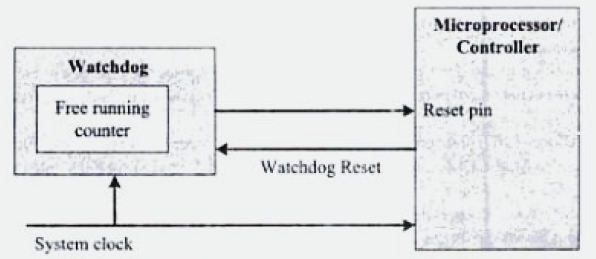 Microprocessor/
Controller
Watchdog
Free running
counter
Reset pin
Watchdog Reset
System clock